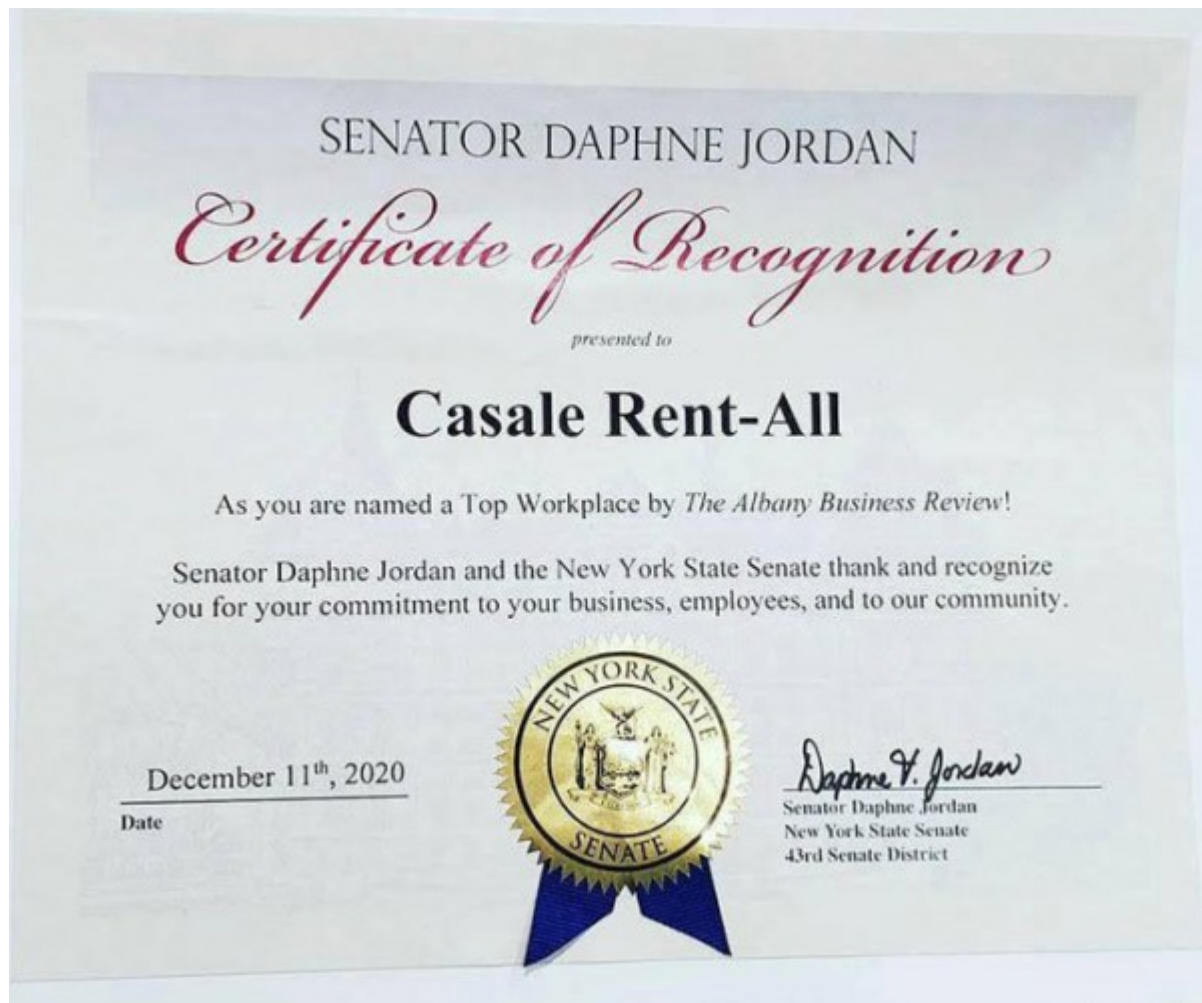 SENATOR DAPHNE JORDAN
Certificate of Recognition
presented to
Casale Rent-All
As you are named a Top Workplace by The Albany Business Review!
Senator Daphne Jordan and the New York State Senate thank and recognize
you for your commitment to your business, employees, and to our community.
NEW YORK STATE
SENATE
December 11th, 2020
Date
Daphne V. Jordan
Senator Daphne Jordan
New York State Senate
43rd Senate District